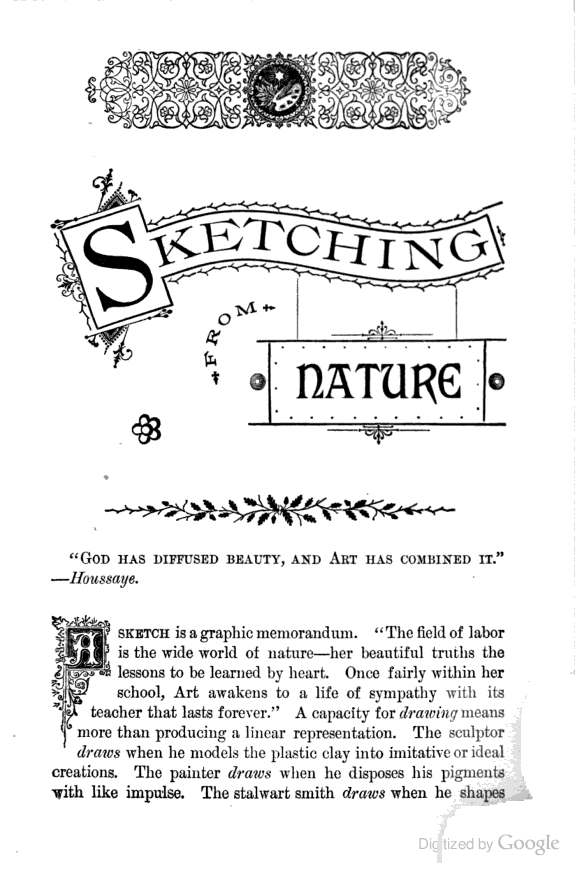 SKETCHING
FROM
NATURE
“GOD HAS DIFFUSED BEAUTY, AND ART HAS COMBINED IT.”
—Houssaye.
A SKETCH is a graphic memorandum. “The field of labor
is the wide world of nature—her beautiful truths the
lessons to be learned by heart. Once fairly within her
school, Art awakens to a life of sympathy with its
teacher that lasts forever.” A capacity for drawing means
more than producing a linear representation. The sculptor
draws when he models the plastic clay into imitative or ideal
creations. The painter draws when he disposes his pigments
with like impulse. The stalwart smith draws when he shapes
Digitized by Google